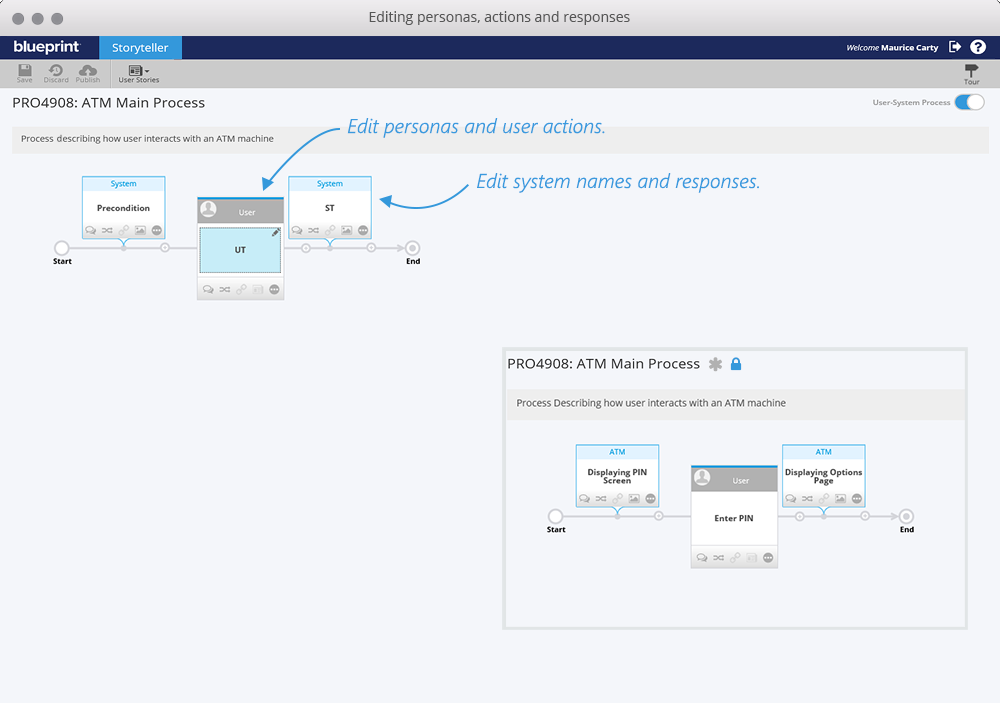 Editing personas, actions and responses
blueprint Storyteller Welcome Maurice Carty ?
Save Discard Publish User Stories Tour
PRO4908: ATM Main Process User-System Process
Process describing how user interacts with an ATM machine
Edit personas and user actions.
Edit system names and responses.
System User System
Precondition UT ST
Start End
PRO4908: ATM Main Process
Process Describing how user interacts with an ATM machine
ATM User ATM
Displaying PIN
Screen
Enter PIN
Displaying Options
Page
Start End